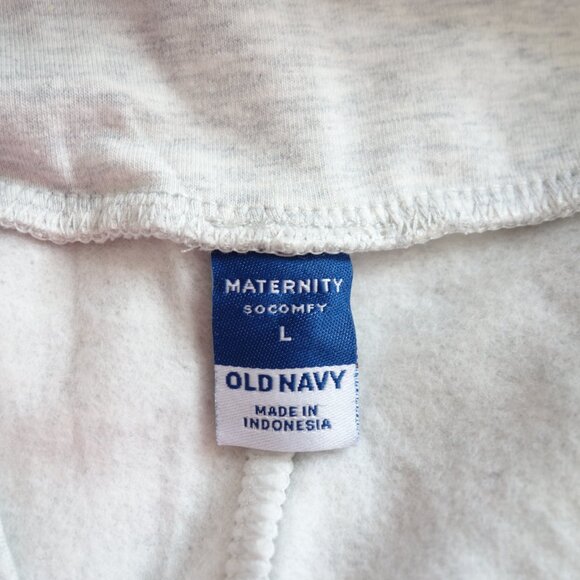 MATERNITY
SOCOMFY
L
OLD NAVY
MADE IN
INDONESIA